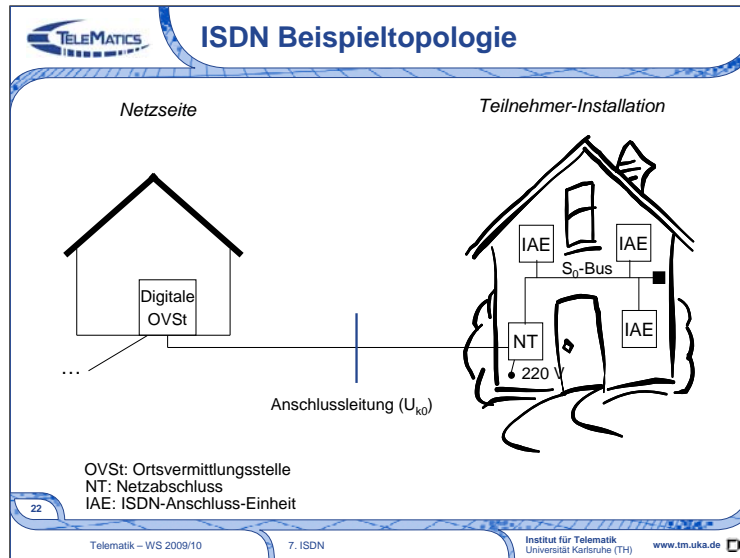 TELEMATICS
ISDN Beispieltopologie
Netzseite
Teilnehmer-Installation
IAE
IAE
S0-Bus
Digitale
OVSt
IAE
NT
...
220 V
Anschlussleitung (Uk0)
OVSt: Ortsvermittlungsstelle
NT: Netzabschluss
IAE: ISDN-Anschluss-Einheit
22
Telematik – WS 2009/10
7. ISDN
Institut für Telematik
Universität Karlsruhe (TH)
www.tm.uka.de